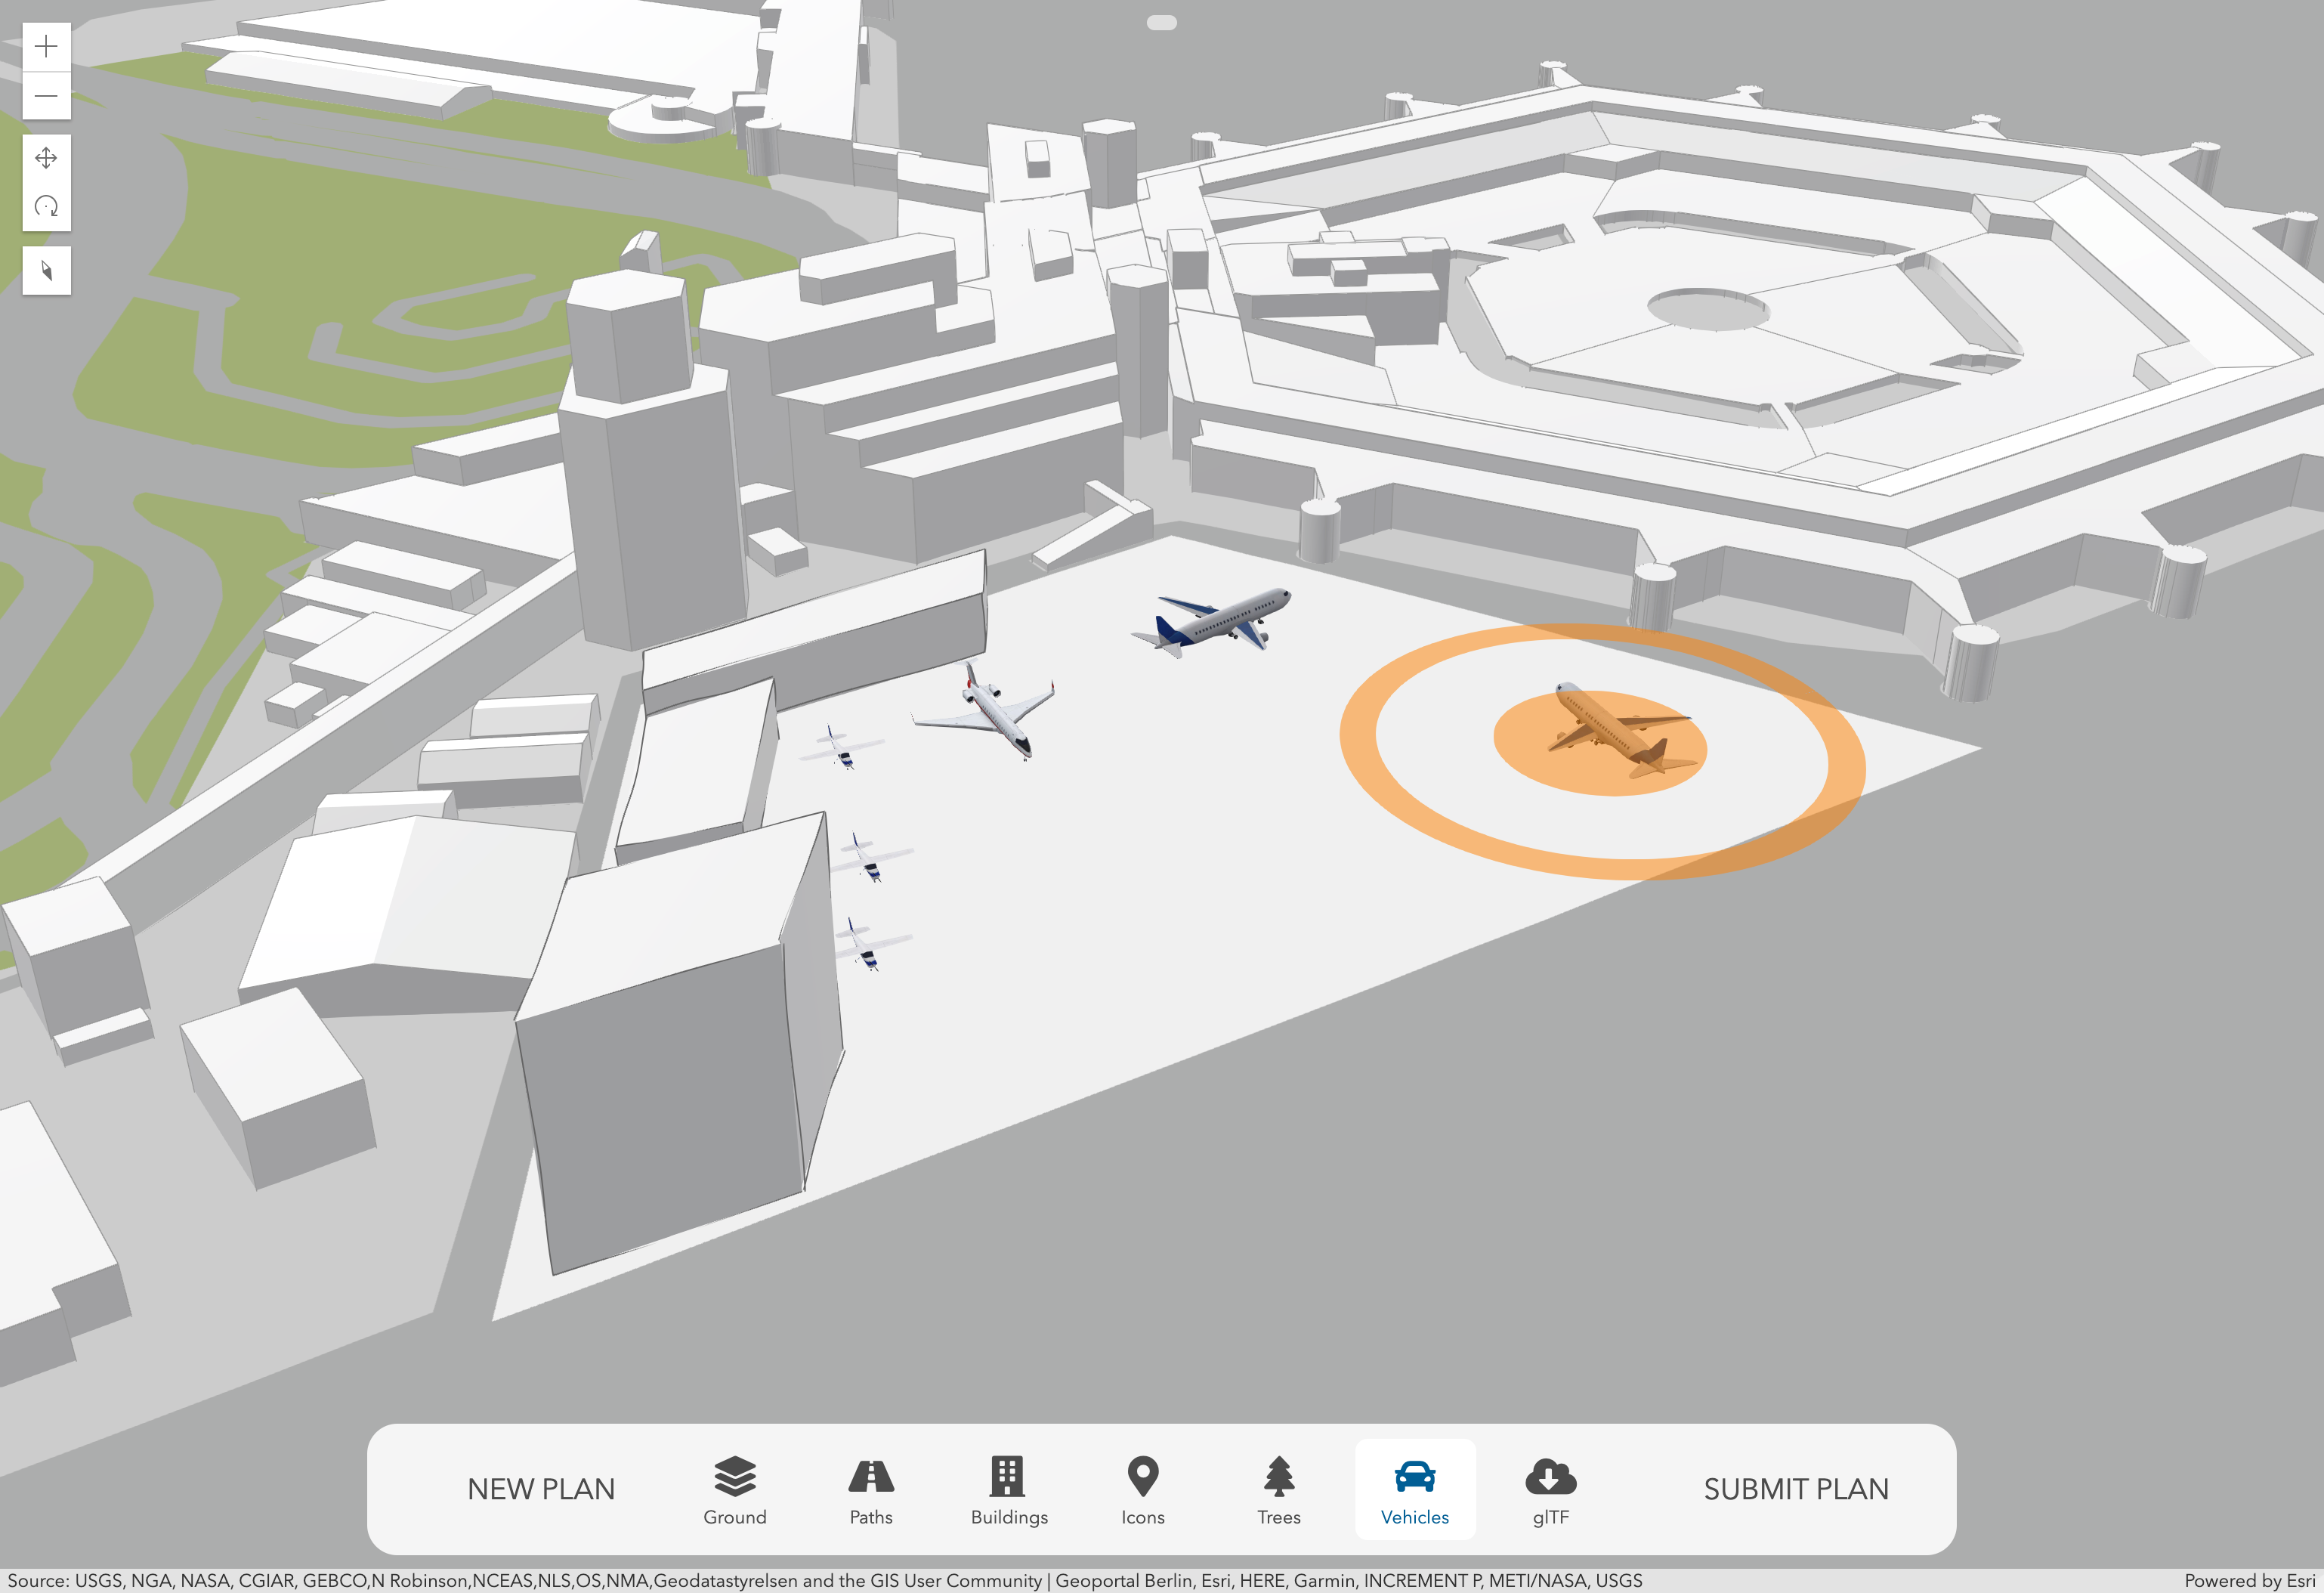 NEW PLAN
Ground
Paths
Buildings
Icons
Trees
Vehicles
glTF
SUBMIT PLAN
Source: USGS, NGA, NASA, CGIAR, GEBCO,N Robinson,NCEAS,NLS,OS,NMA,Geodatastyrelsen and the GIS User Community | Geoportal Berlin, Esri, HERE, Garmin, INCREMENT P, METI/NASA, USGS
Powered by Esri